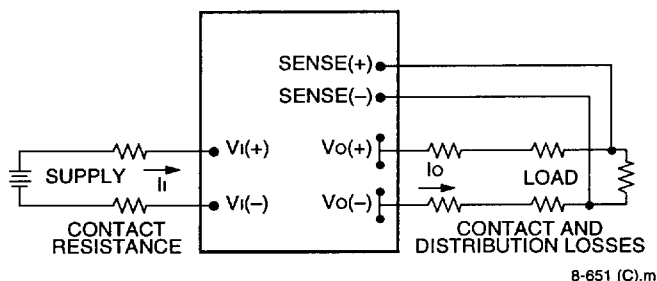 SENSE(+)
SENSE(–)
VI(+)
VO(+)
IO
SUPPLY
II
LOAD
VI(–)
VO(–)
CONTACT
RESISTANCE
CONTACT AND
DISTRIBUTION LOSSES
8-651 (C).m